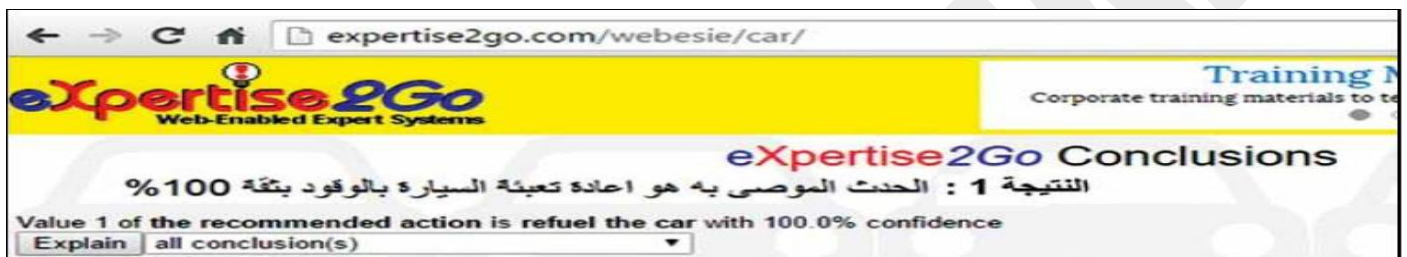 expertise2go.com/webesie/car/
eXpertise2Go
Web-Enabled Expert Systems
Training
Corporate training materials to
eXpertise2Go Conclusions
النتيجة 1 : الحدث الموصى به هو اعادة تعبئة السيارة بالوقود بثقة 100%
Value 1 of the recommended action is refuel the car with 100.0% confidence
Explain all conclusion(s)